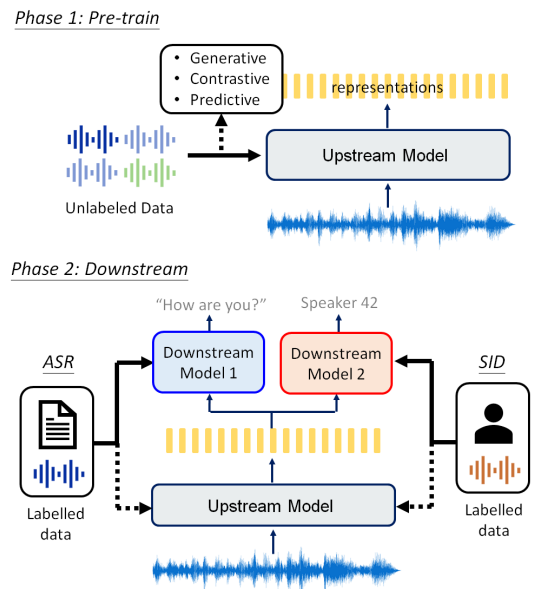 Phase 1: Pre-train
• Generative
• Contrastive
• Predictive
representations
Upstream Model
Unlabeled Data
Phase 2: Downstream
"How are you?"
Speaker 42
ASR
Downstream
Model 1
Downstream
Model 2
SID
Upstream Model
Labelled
data
Labelled
data